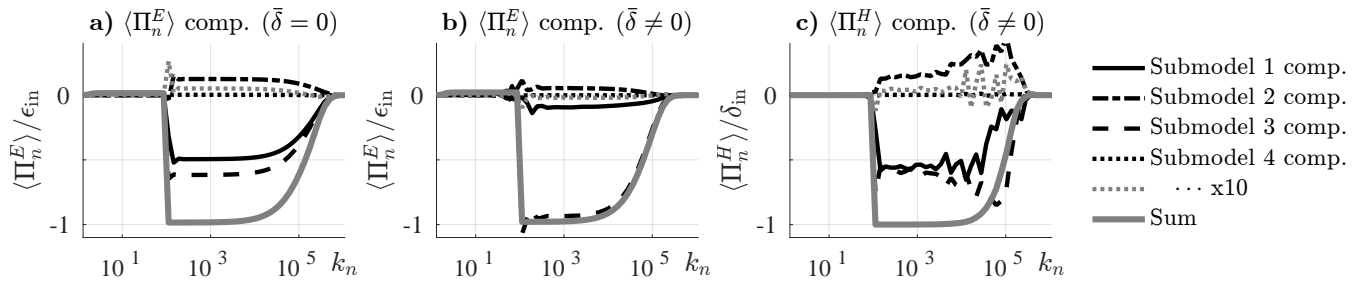 a) ⟨Π_n^E⟩ comp. (δ̄ = 0)
b) ⟨Π_n^E⟩ comp. (δ̄ ≠ 0)
c) ⟨Π_n^H⟩ comp. (δ̄ ≠ 0)
⟨Π_n^E⟩/ϵ_in
0
-1
10^1 10^3 10^5 k_n
⟨Π_n^E⟩/ϵ_in
0
-1
10^1 10^3 10^5 k_n
⟨Π_n^H⟩/δ_in
0
-1
10^1 10^3 10^5 k_n
Submodel 1 comp.
Submodel 2 comp.
Submodel 3 comp.
Submodel 4 comp.
⋯ x10
Sum